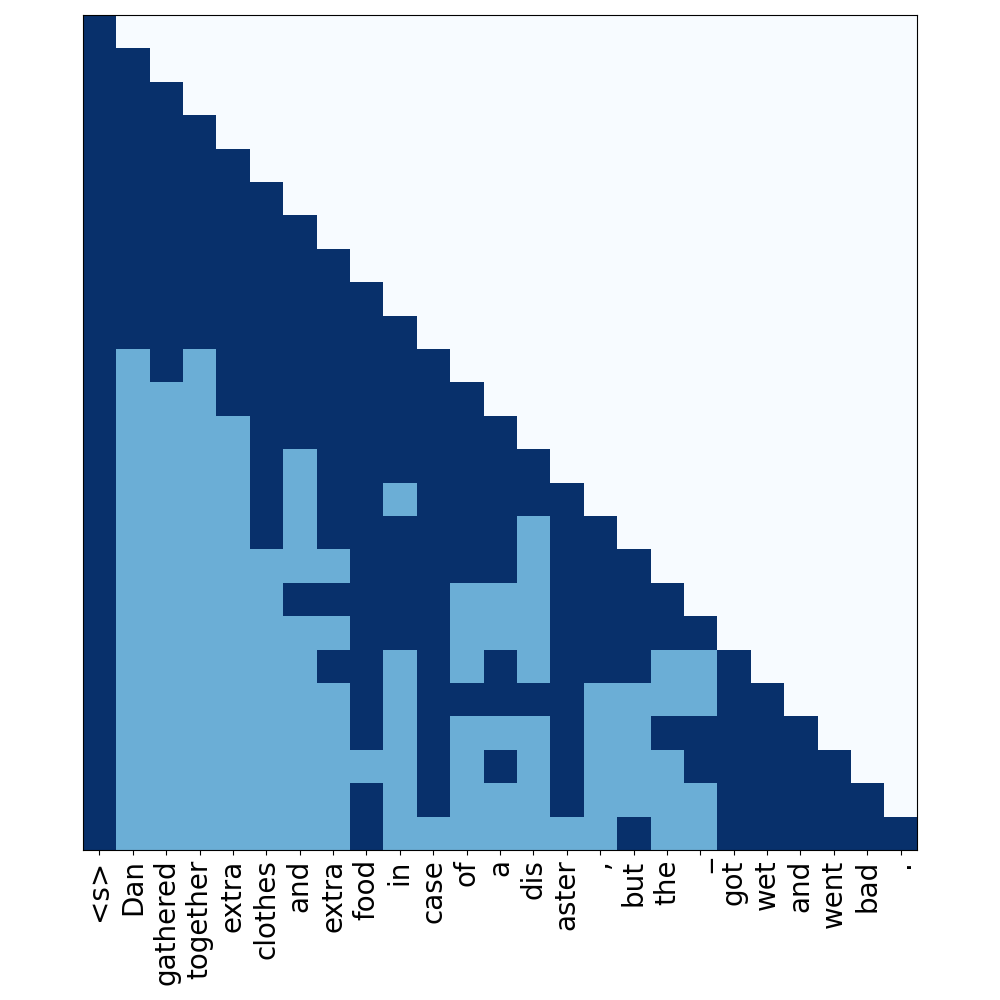 <s> Dan gathered together extra clothes and extra food in case of a dis aster , but the _ got wet and went bad .